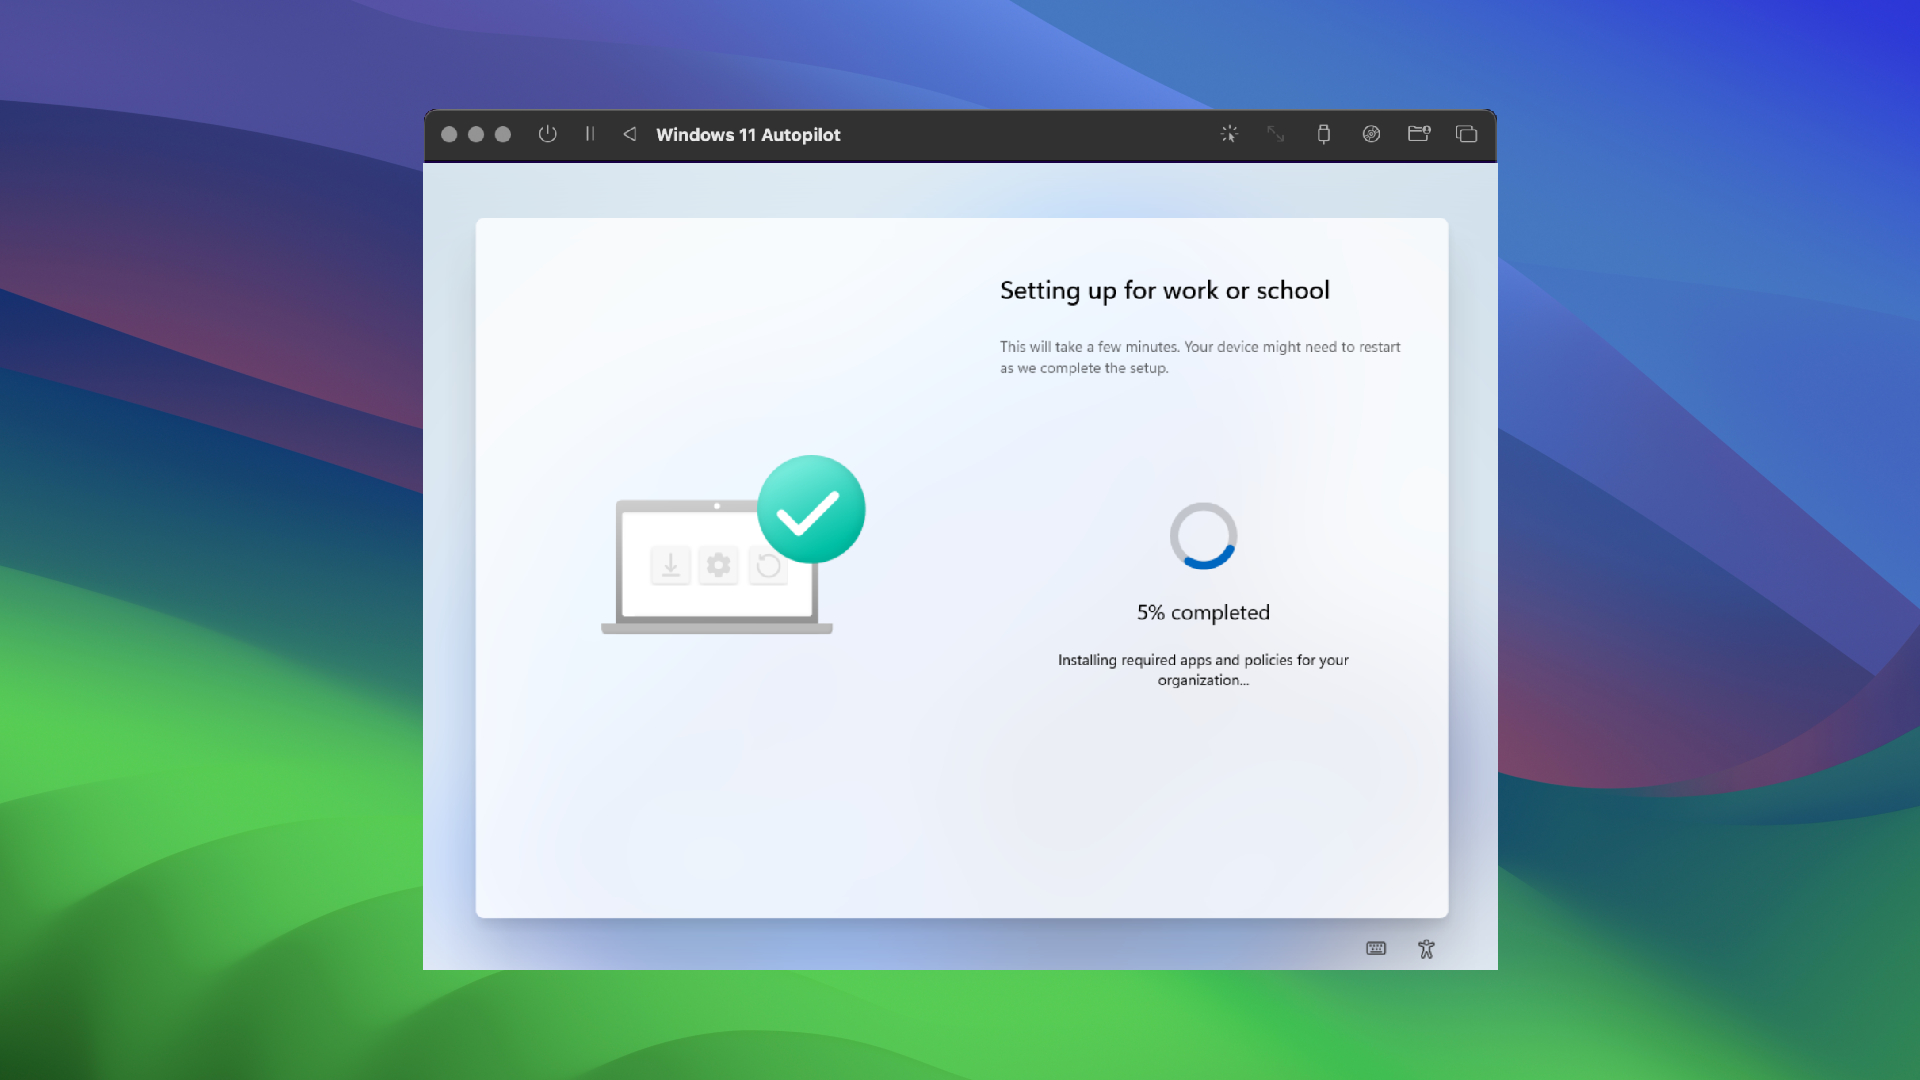 Windows 11 Autopilot
Setting up for work or school
This will take a few minutes. Your device might need to restart
as we complete the setup.
5% completed
Installing required apps and policies for your
organization...